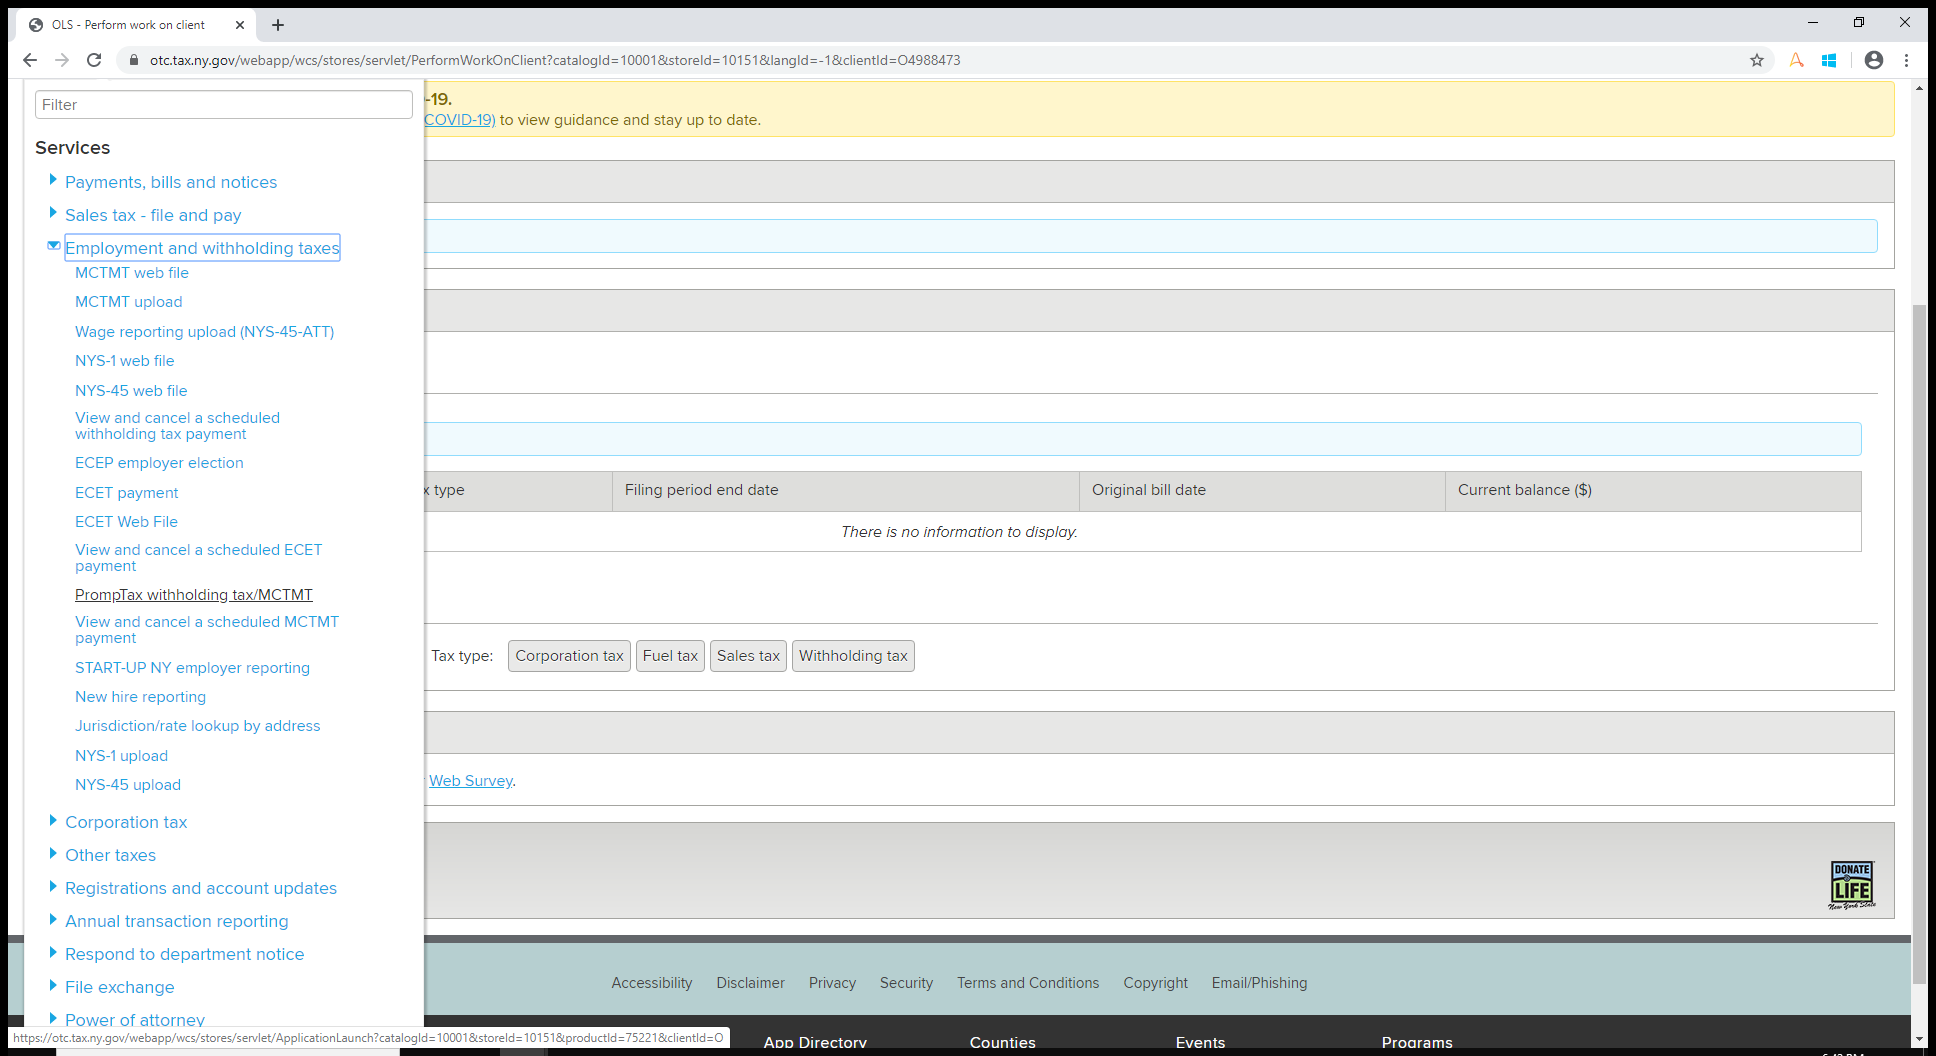 OLS - Perform work on client
otc.tax.ny.gov/webapp/wcs/stores/servlet/PerformWorkOnClient?catalogId=10001&storeId=10151&langId=-1&clientId=O4988473
Filter
Services
Payments, bills and notices
Sales tax - file and pay
Employment and withholding taxes
MCTMT web file
MCTMT upload
Wage reporting upload (NYS-45-ATT)
NYS-1 web file
NYS-45 web file
View and cancel a scheduled
withholding tax payment
ECEP employer election
ECET payment
ECET Web File
View and cancel a scheduled ECET
payment
PrompTax withholding tax/MCTMT
View and cancel a scheduled MCTMT
payment
START-UP NY employer reporting
New hire reporting
Jurisdiction/rate lookup by address
NYS-1 upload
NYS-45 upload
Corporation tax
Other taxes
Registrations and account updates
Annual transaction reporting
Respond to department notice
File exchange
Power of attorney
-19.
COVID-19) to view guidance and stay up to date.
x type Filing period end date Original bill date Current balance ($)
There is no information to display.
Tax type: Corporation tax Fuel tax Sales tax Withholding tax
Web Survey.
DONATE
LIFE
New York State
Accessibility Disclaimer Privacy Security Terms and Conditions Copyright Email/Phishing
https://otc.tax.ny.gov/webapp/wcs/stores/servlet/ApplicationLaunch?catalogId=10001&storeId=10151&productId=75221&clientId=O
App Directory Counties Events Programs